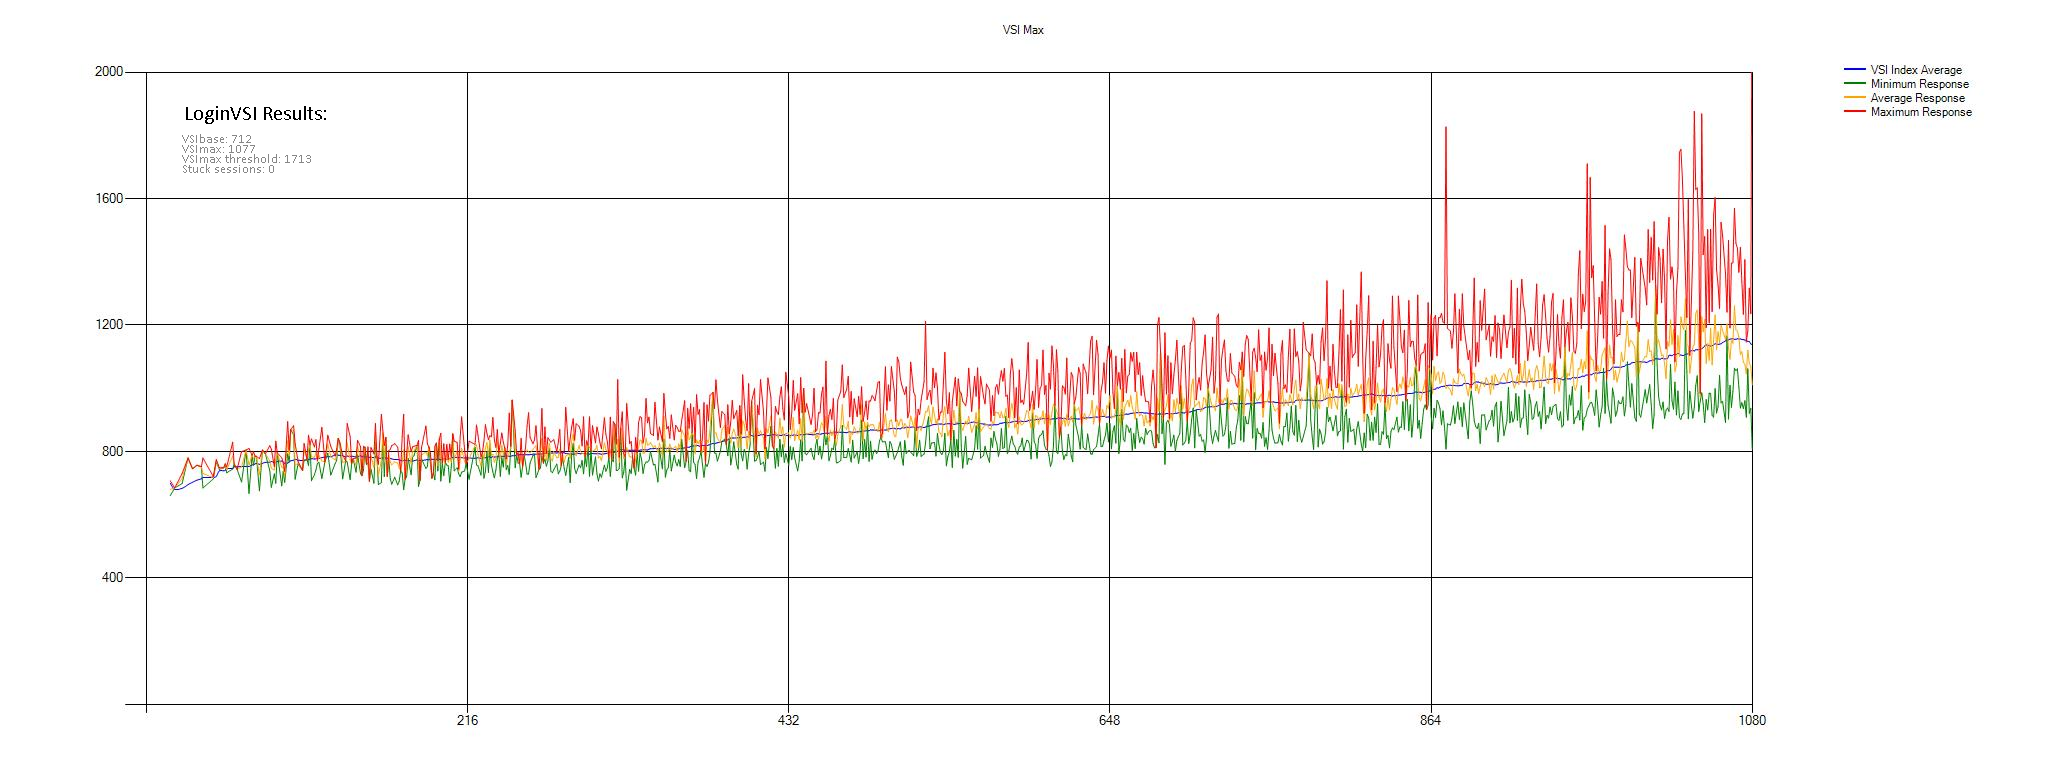 VSI Max
2000
1600
1200
800
400
216
432
648
864
1080
LoginVSI Results:
VSIbase: 712
VSImax: 1077
VSImax threshold: 1713
Stuck sessions: 0
VSI Index Average
Minimum Response
Average Response
Maximum Response